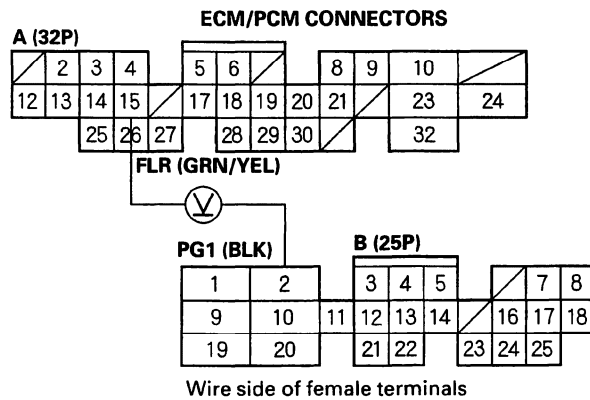 ECM/PCM CONNECTORS
A (32P)
2 3 4 5 6 8 9 10
12 13 14 15 17 18 19 20 21 23 24
25 26 27 28 29 30 32
FLR (GRN/YEL)
V
PG1 (BLK) B (25P)
1 2 3 4 5 7 8
9 10 11 12 13 14 16 17 18
19 20 21 22 23 24 25
Wire side of female terminals